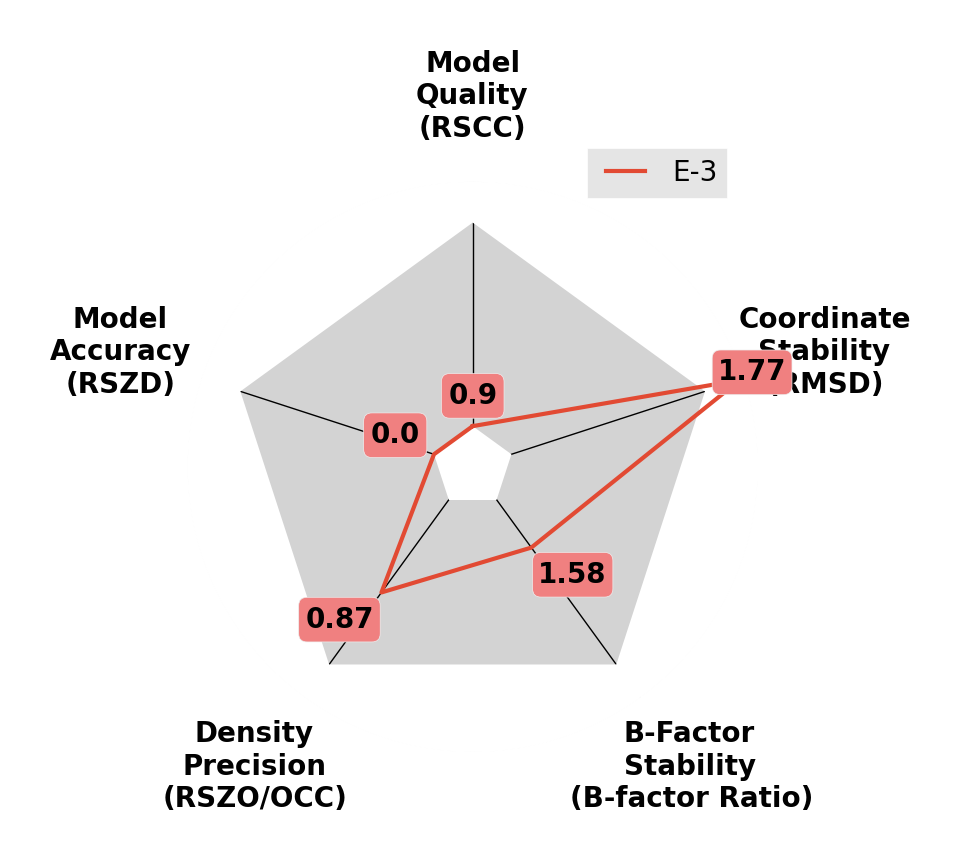 Model
Quality
(RSCC)
E-3
Model
Accuracy
(RSZD)
Coordinate
Stability
(RMSD)
1.77
0.9
0.0
1.58
0.87
Density
Precision
(RSZO/OCC)
B-Factor
Stability
(B-factor Ratio)